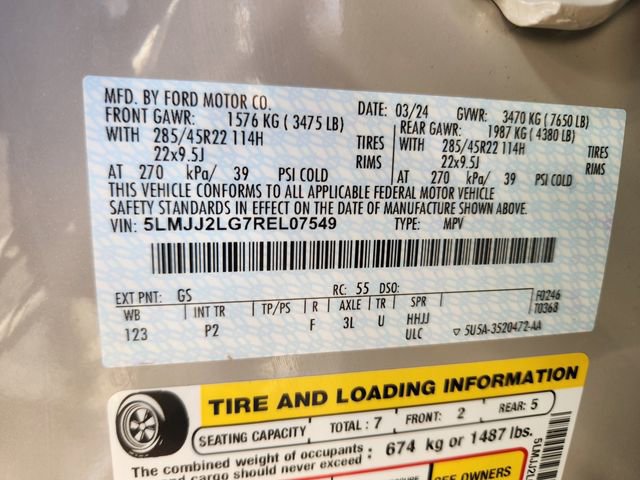 MFD. BY FORD MOTOR CO.
DATE: 03/24 GVWR: 3470 KG ( 7650 LB)
FRONT GAWR: 1576 KG ( 3475 LB) REAR GAWR: 1987 KG ( 4380 LB)
WITH 285/45R22 114H TIRES WITH 285/45R22 114H TIRES
22x9.5J RIMS 22x9.5J RIMS
AT 270 kPa/ 39 PSI COLD AT 270 kPa/ 39 PSI COLD
THIS VEHICLE CONFORMS TO ALL APPLICABLE FEDERAL MOTOR VEHICLE
SAFETY STANDARDS IN EFFECT ON THE DATE OF MANUFACTURE SHOWN ABOVE.
VIN: 5LMJJ2LG7REL07549 TYPE: MPV
EXT PNT: GS RC: 55 DSO: F0246
WB INT TR TP/PS R AXLE TR SPR T0368
123 P2 F 3L U HHJJ
ULC ▽ 5U5A-3520472-AA
TIRE AND LOADING INFORMATION
SEATING CAPACITY TOTAL : 7 FRONT: 2 REAR: 5
The combined weight of occupants
and cargo should never exceed : 674 kg or 1487 lbs.
SEE OWNERS
5LMJJ2L